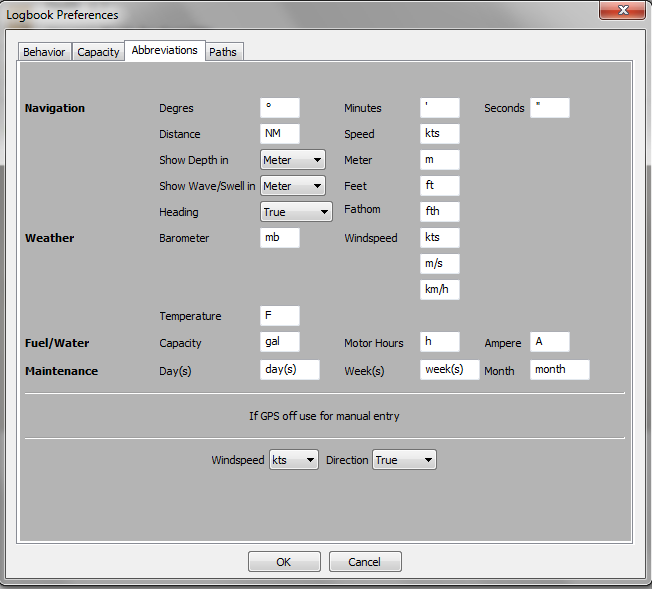 Logbook Preferences
Behavior Capacity Abbreviations Paths
Navigation Degres ° Minutes ' Seconds "
Distance NM Speed kts
Show Depth in Meter Meter m
Show Wave/Swell in Meter Feet ft
Heading True Fathom fth
Weather Barometer mb Windspeed kts
m/s
km/h
Temperature F
Fuel/Water Capacity gal Motor Hours h Ampere A
Maintenance Day(s) day(s) Week(s) week(s) Month month
If GPS off use for manual entry
Windspeed kts Direction True
OK Cancel